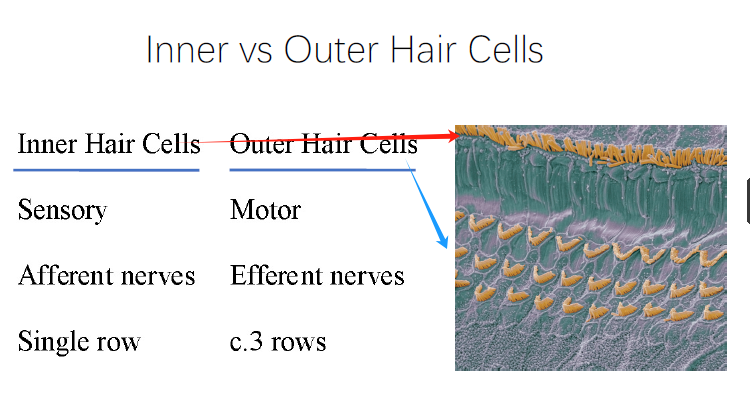 Inner vs Outer Hair Cells
Inner Hair Cells Outer Hair Cells
Sensory Motor
Afferent nerves Efferent nerves
Single row c.3 rows